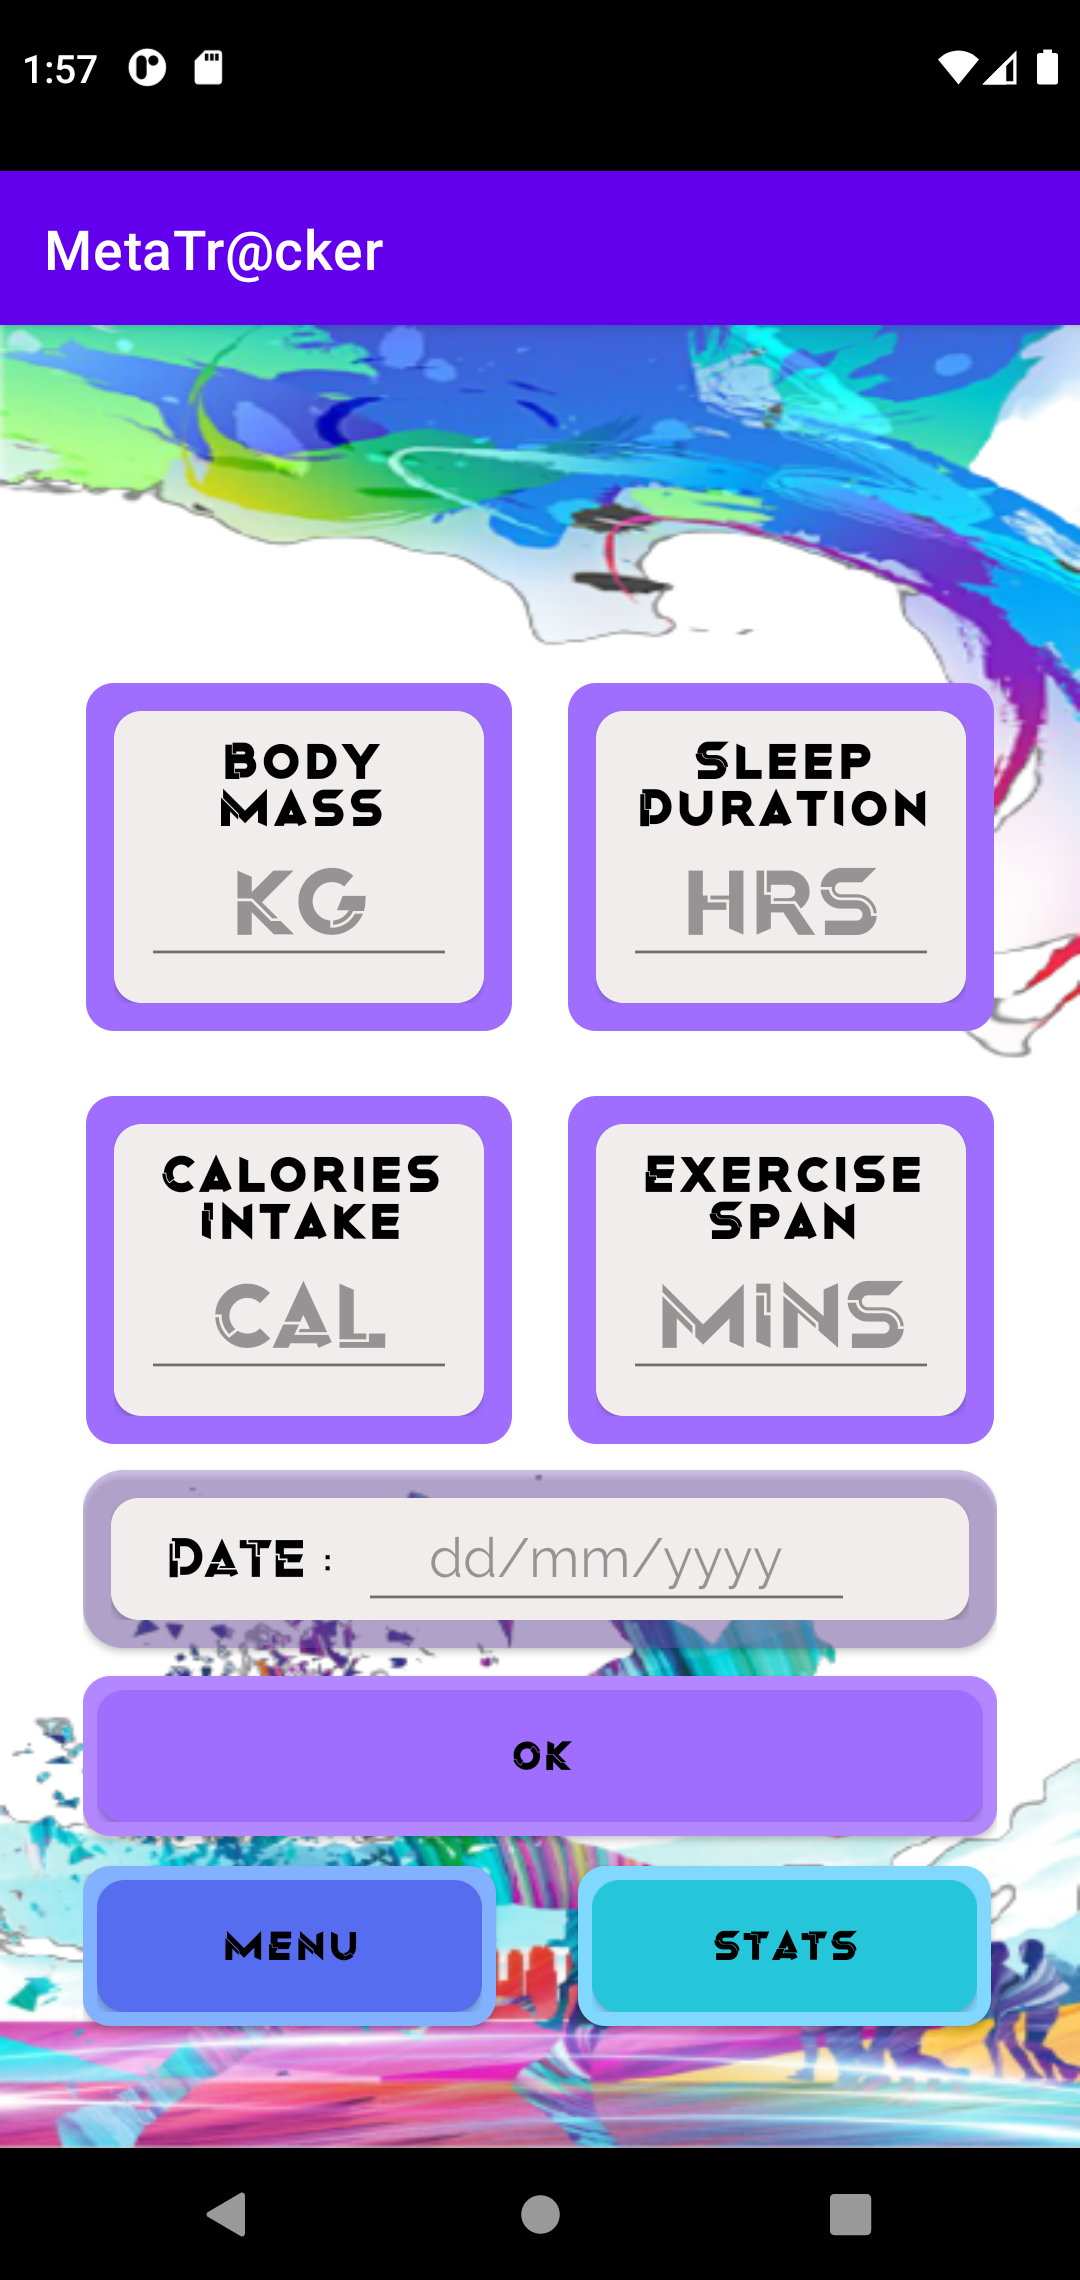 1:57
MetaTr@cker
BODY
MASS
KG
SLEEP
DURATION
HRS
CALORIES
INTAKE
CAL
EXERCISE
SPAN
MINS
DATE :
dd/mm/yyyy
OK
MENU
STATS